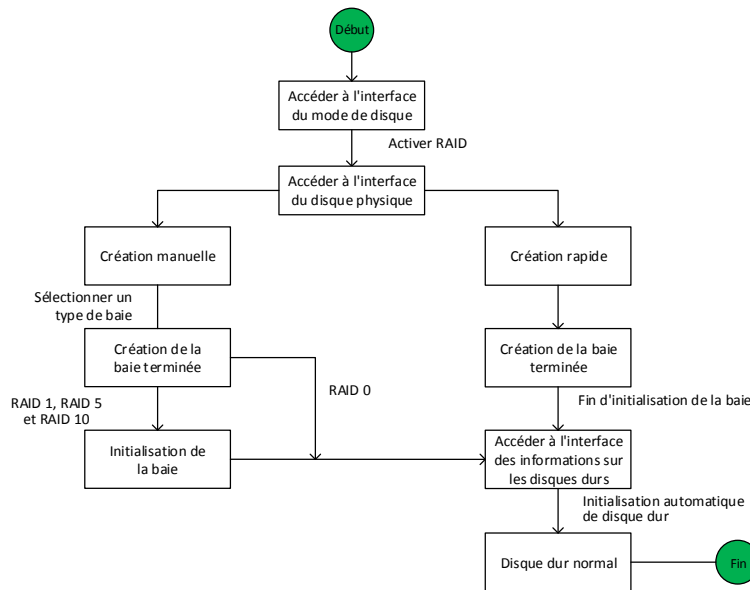 Début
Accéder à l'interface
du mode de disque
Activer RAID
Accéder à l'interface
du disque physique
Création manuelle
Création rapide
Sélectionner un
type de baie
Création de la
baie terminée
Création de la baie
terminée
RAID 0
RAID 1, RAID 5
et RAID 10
Fin d'initialisation de la baie
Initialisation de
la baie
Accéder à l'interface
des informations sur
les disques durs
Initialisation automatique
de disque dur
Disque dur normal
Fin